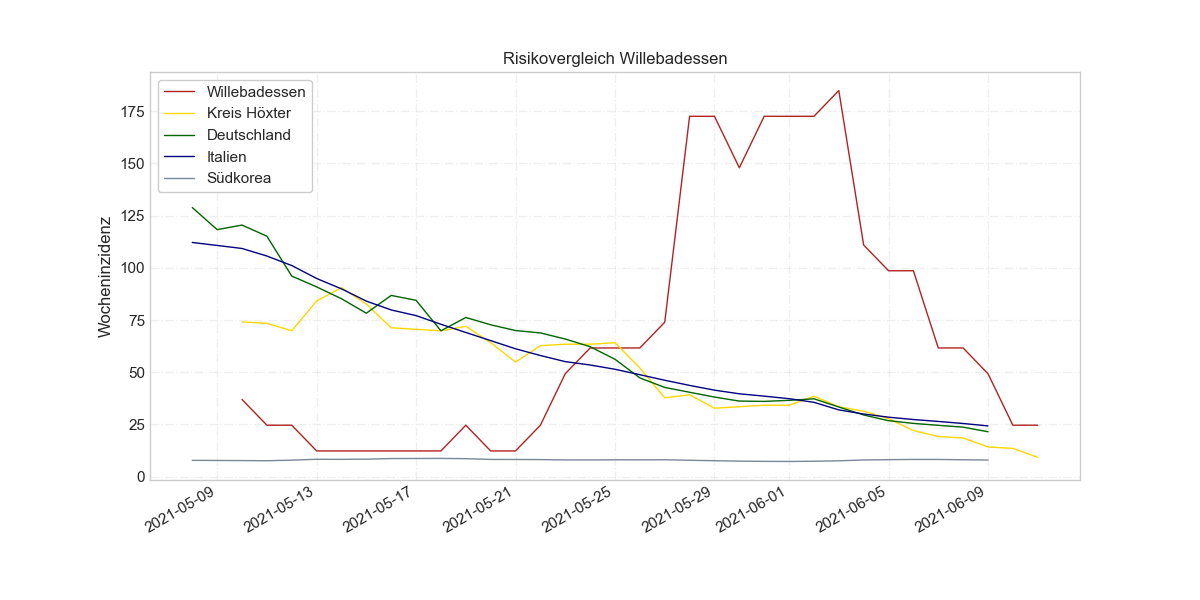 Risikovergleich Willebadessen
Willebadessen
Kreis Höxter
Deutschland
Italien
Südkorea
Wocheninzidenz
175
150
125
100
75
50
25
0
2021-05-09
2021-05-13
2021-05-17
2021-05-21
2021-05-25
2021-05-29
2021-06-01
2021-06-05
2021-06-09